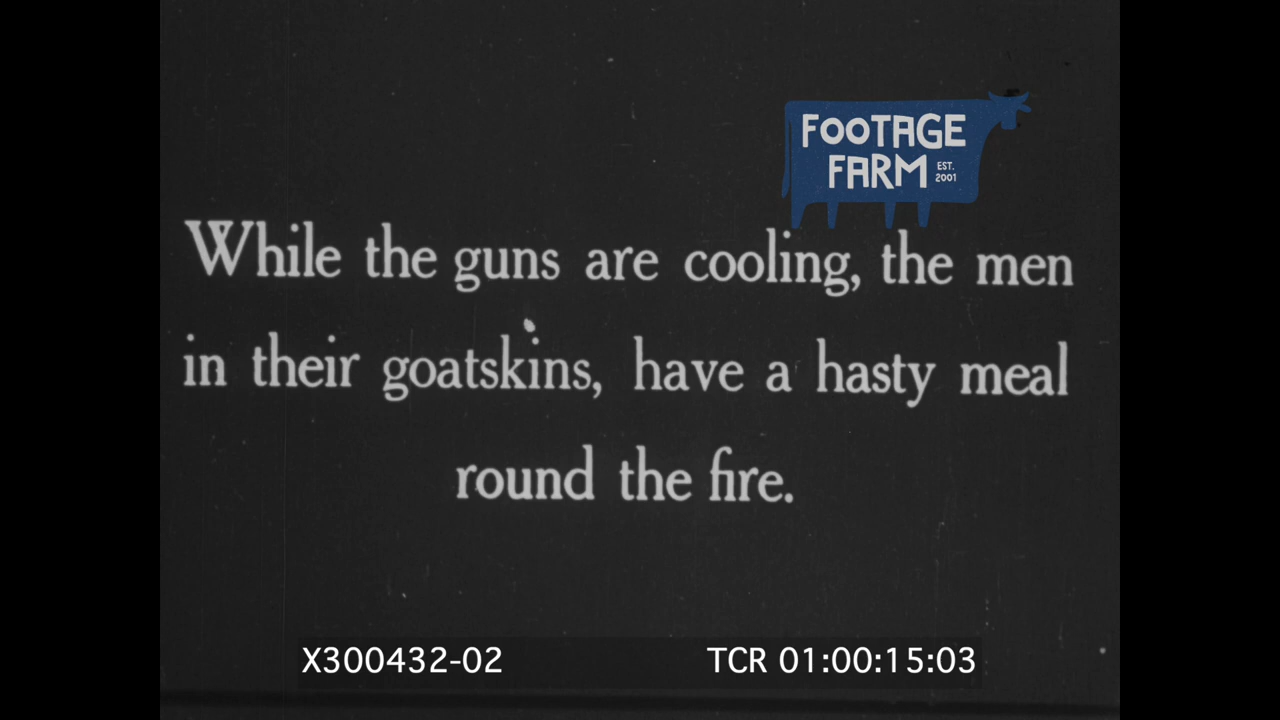 FOOTAGE
FARM
EST.
2001
While the guns are cooling, the men
in their goatskins, have a hasty meal
round the fire.
X300432-02
TCR 01:00:15:03